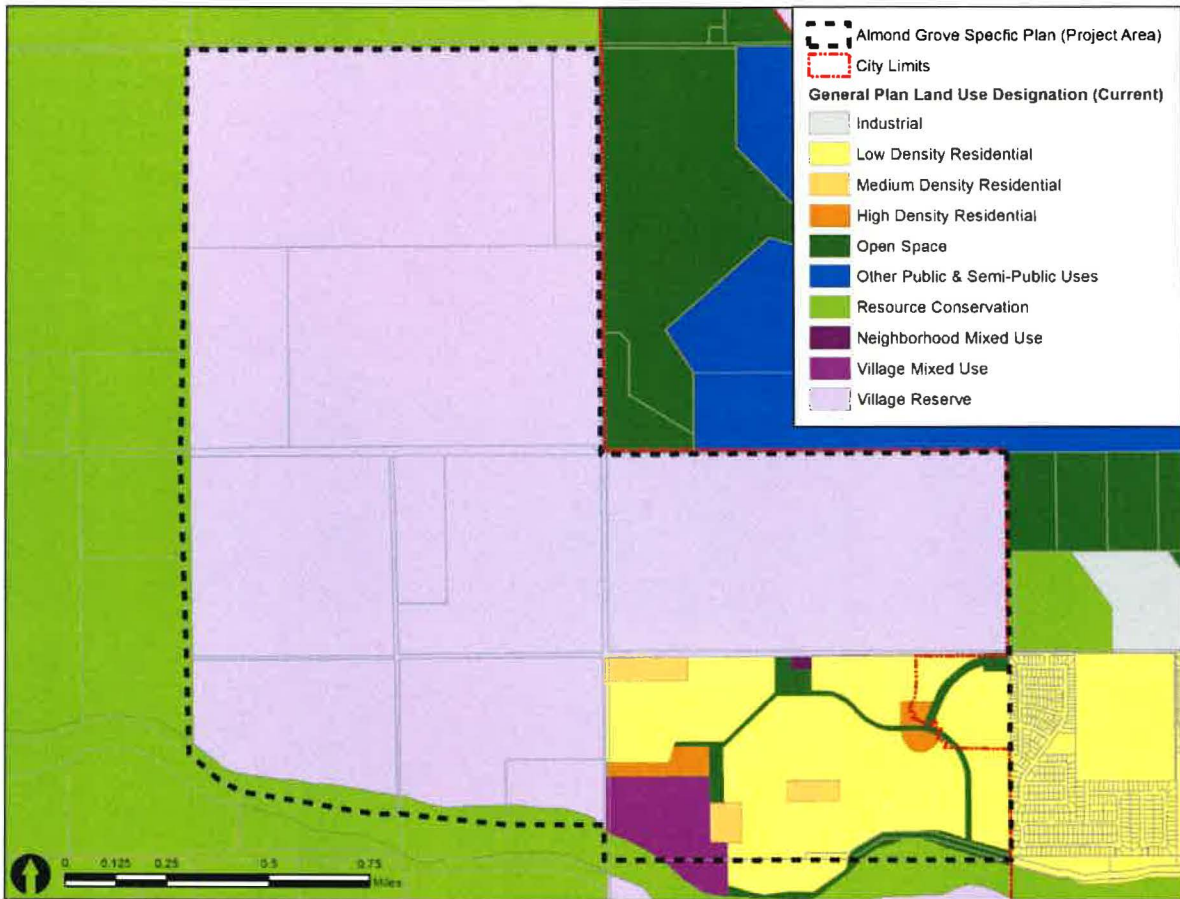 Almond Grove Specfic Plan (Project Area)
City Limits
General Plan Land Use Designation (Current)
Industrial
Low Density Residential
Medium Density Residential
High Density Residential
Open Space
Other Public & Semi-Public Uses
Resource Conservation
Neighborhood Mixed Use
Village Mixed Use
Village Reserve
0 0.125 0.25 0.5 0.75
Miles